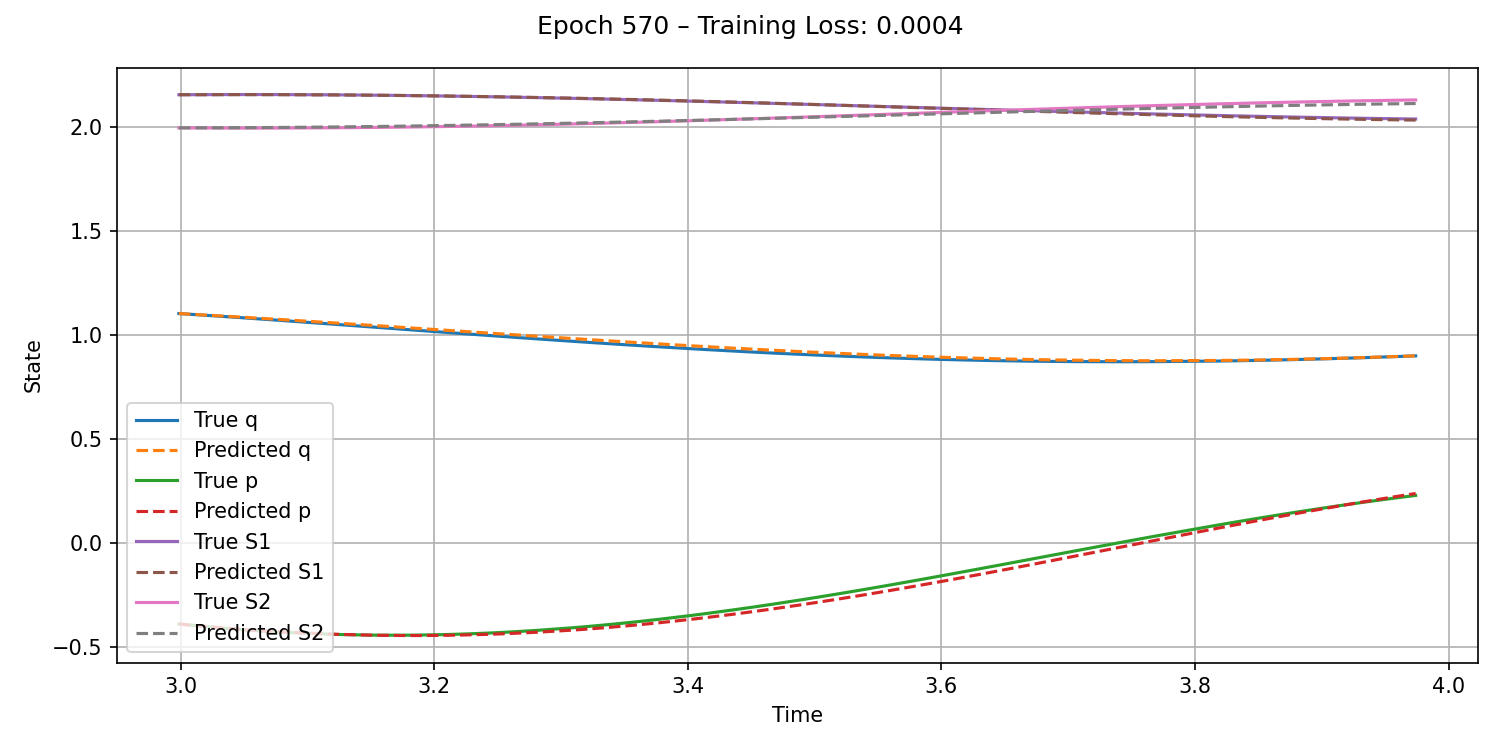 Epoch 570 – Training Loss: 0.0004
State
2.0
1.5
1.0
0.5
0.0
−0.5
True q
Predicted q
True p
Predicted p
True S1
Predicted S1
True S2
Predicted S2
3.0 3.2 3.4 3.6 3.8 4.0
Time